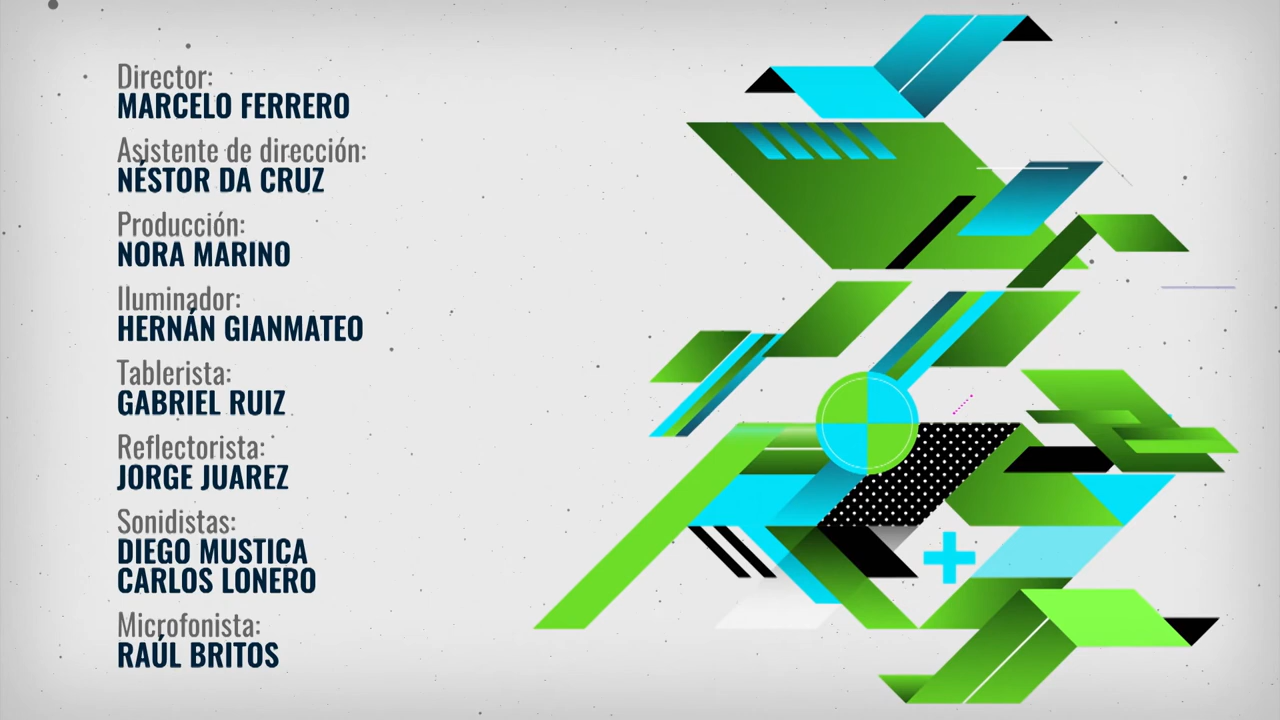 Director:
MARCELO FERRERO
Asistente de dirección:
NÉSTOR DA CRUZ
Producción:
NORA MARINO
Iluminador:
HERNÁN GIANMATEO
Tablerista:
GABRIEL RUIZ
Reflectorista:
JORGE JUAREZ
Sonidistas:
DIEGO MUSTICA
CARLOS LONERO
Microfonista:
RAÚL BRITOS